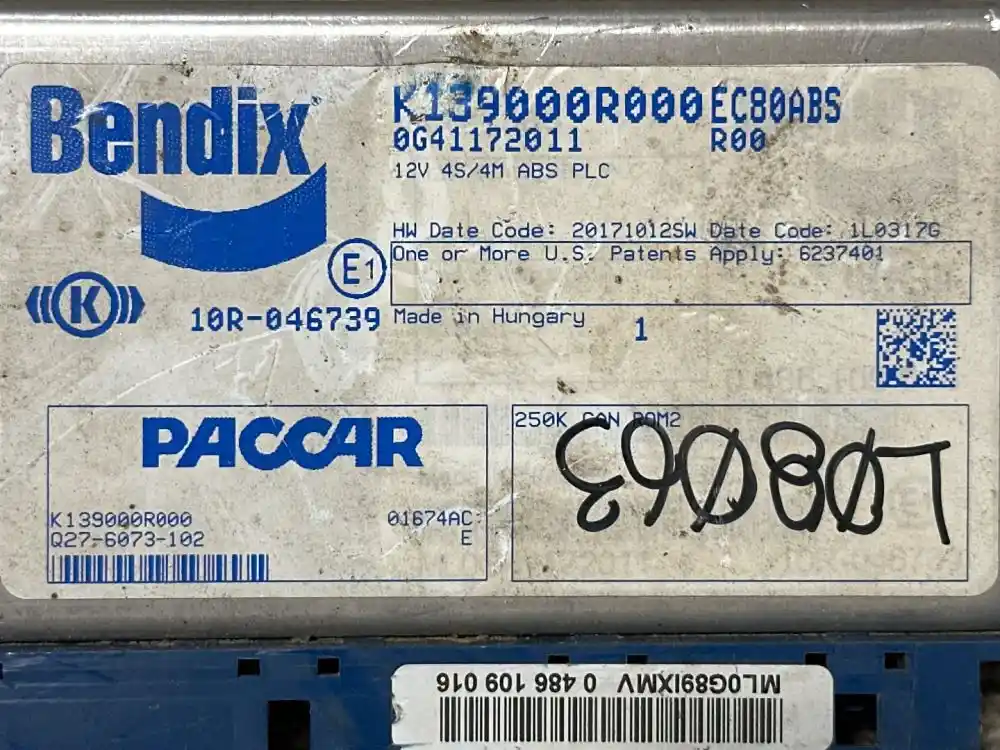 Bendix
K139000R000 EC80ABS
0G41172011 R00
12V 4S/4M ABS PLC
HW Date Code: 20171012SW Date Code: 1L0317G
One or More U.S. Patents Apply: 6237401
E1
K
10R-046739
Made in Hungary
1
PACCAR
K139000R000 01674AC
Q27-6073-102 E
250K CAN ROM2
LØ8Ø63
ML0G89IXMV 0 486 109 016